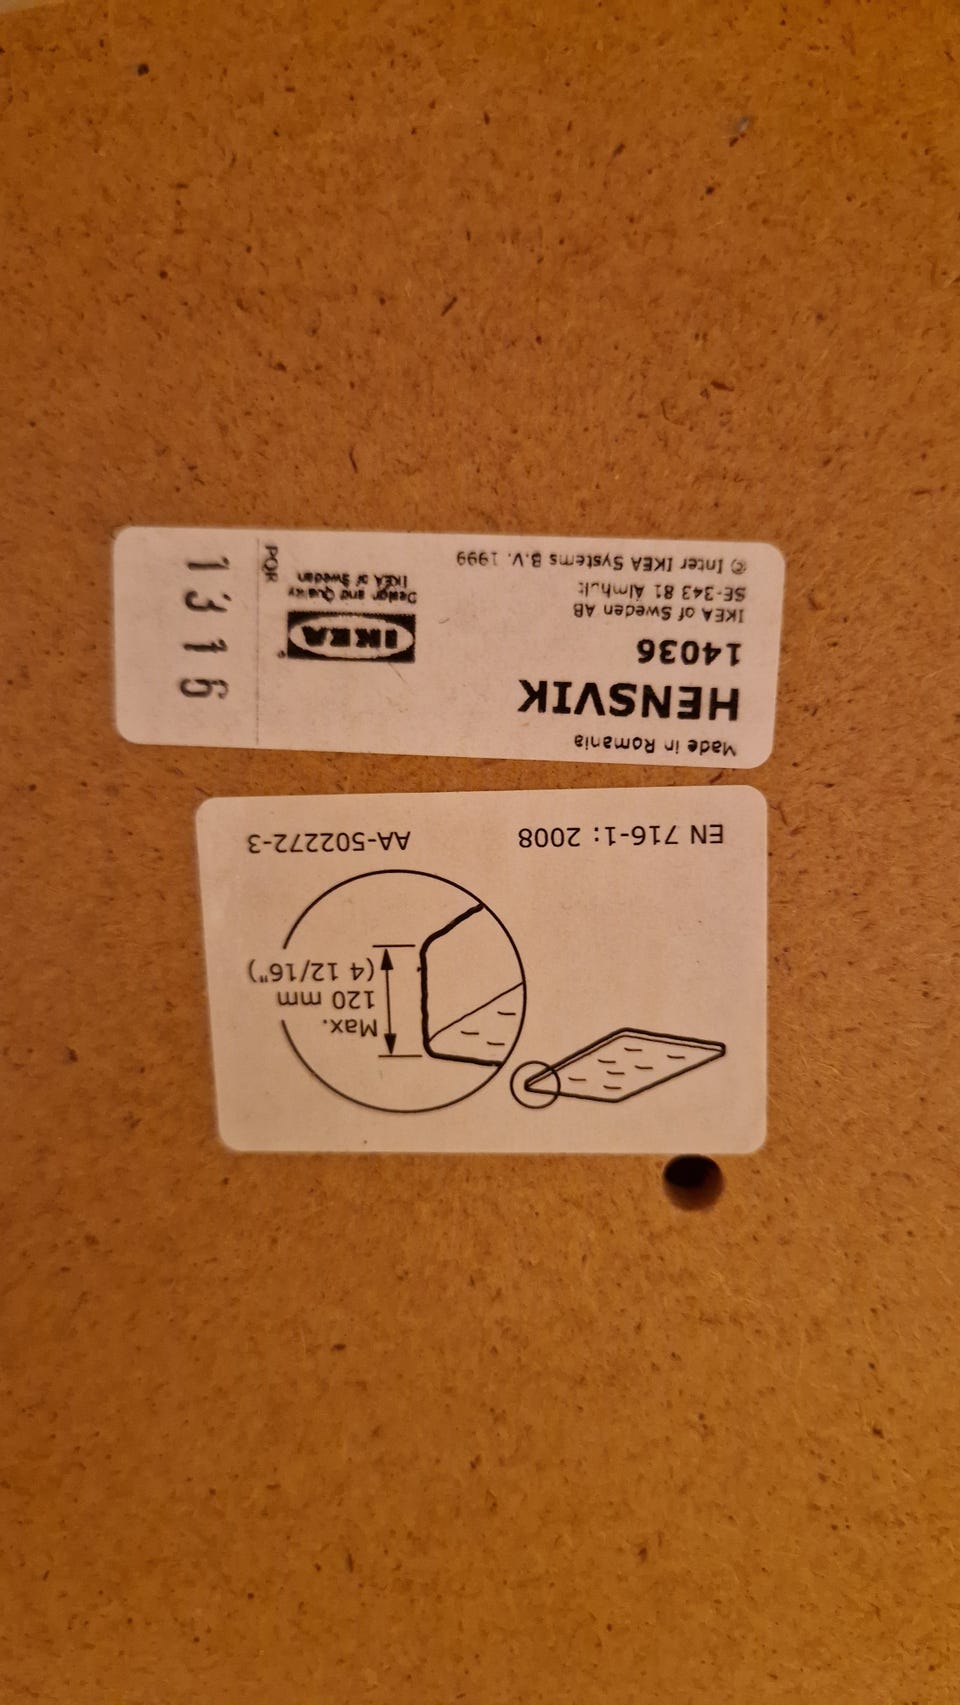 Made in Romania
HENSVIK
14036
IKEA of Sweden AB
SE-343 81 Älmhult
© Inter IKEA Systems B.V. 1999
IKEA
Design and Quality
IKEA of Sweden
PQR
1316
Max.
120 mm
(4 12/16")
EN 716-1: 2008
AA-502272-3